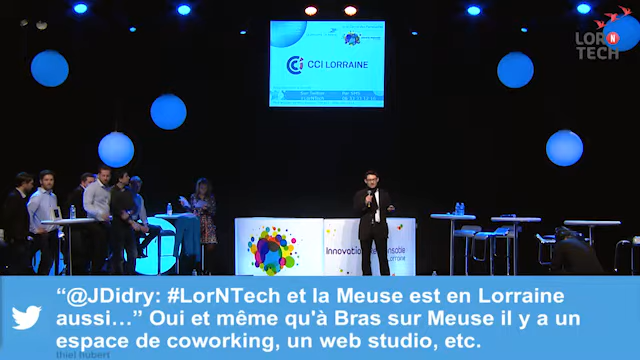 LOR N
TECH
CCI LORRAINE
Innovation Responsable
Lorraine
“@JDidry: #LorNTech et la Meuse est en Lorraine
aussi...” Oui et même qu'à Bras sur Meuse il y a un
espace de coworking, un web studio, etc.
thiel hubert